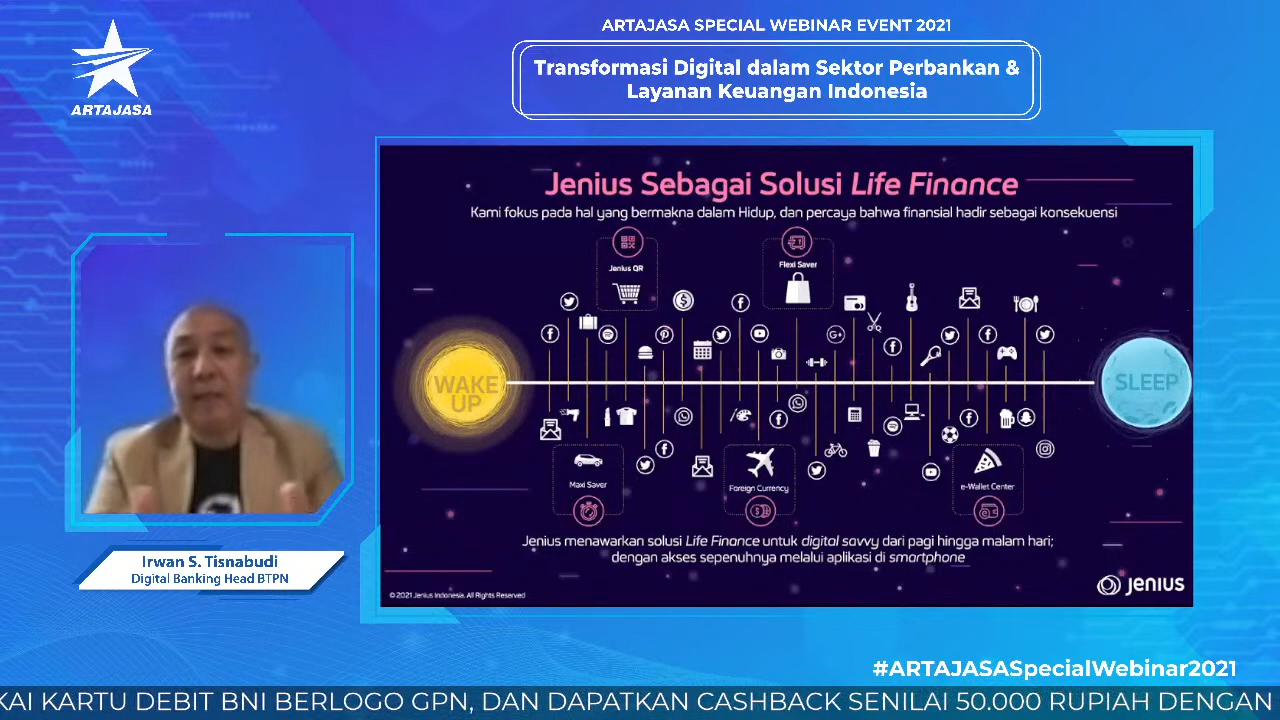 ARTAJASA SPECIAL WEBINAR EVENT 2021
Transformasi Digital dalam Sektor Perbankan &
Layanan Keuangan Indonesia
ARTAJASA
Jenius Sebagai Solusi Life Finance
Kami fokus pada hal yang bermakna dalam Hidup, dan percaya bahwa finansial hadir sebagai konsekuensi
Jenius QR
Flexi Saver
WAKE
UP
SLEEP
Maxi Saver
Foreign Currency
e-Wallet Center
Jenius menawarkan solusi Life Finance untuk digital savvy dari pagi hingga malam hari;
dengan akses sepenuhnya melalui aplikasi di smartphone
© 2021 Jenius Indonesia. All Rights Reserved
jenius
Irwan S. Tisnabudi
Digital Banking Head BTPN
#ARTAJASASpecialWebinar2021
KAI KARTU DEBIT BNI BERLOGO GPN, DAN DAPATKAN CASHBACK SENILAI 50.000 RUPIAH DENGAN